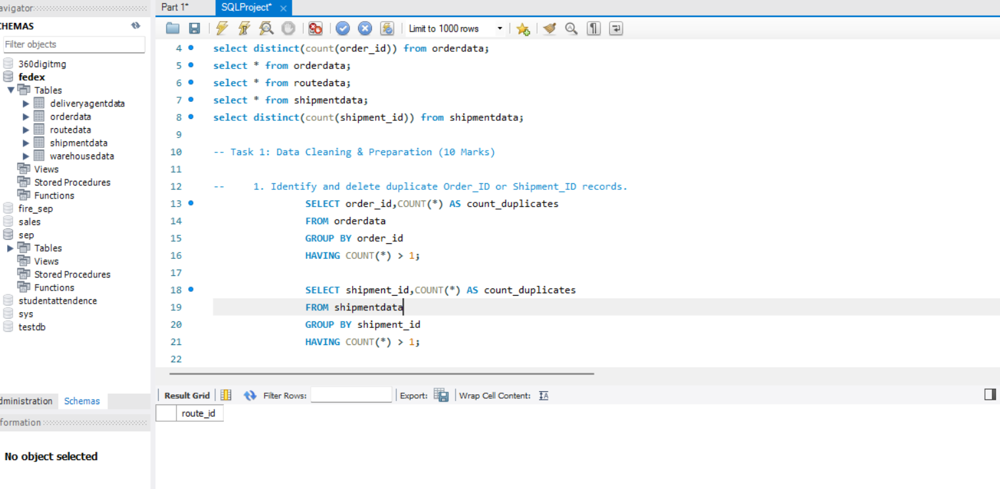 avigator
CHEMAS
Filter objects
360digitmg
fedex
Tables
deliveryagentdata
orderdata
routedata
shipmentdata
warehousedata
Views
Stored Procedures
Functions
fire_sep
sales
sep
Tables
Views
Stored Procedures
Functions
studentattendence
sys
testdb
dministration Schemas
formation
No object selected
Part 1* SQLProject* ×
Limit to 1000 rows
4 select distinct(count(order_id)) from orderdata;
5 select * from orderdata;
6 select * from routedata;
7 select * from shipmentdata;
8 select distinct(count(shipment_id)) from shipmentdata;
9
10 -- Task 1: Data Cleaning & Preparation (10 Marks)
11
12 -- 1. Identify and delete duplicate Order_ID or Shipment_ID records.
13 SELECT order_id,COUNT(*) AS count_duplicates
14 FROM orderdata
15 GROUP BY order_id
16 HAVING COUNT(*) > 1;
17
18 SELECT shipment_id,COUNT(*) AS count_duplicates
19 FROM shipmentdata
20 GROUP BY shipment_id
21 HAVING COUNT(*) > 1;
22
Result Grid Filter Rows: Export: Wrap Cell Content:
route_id